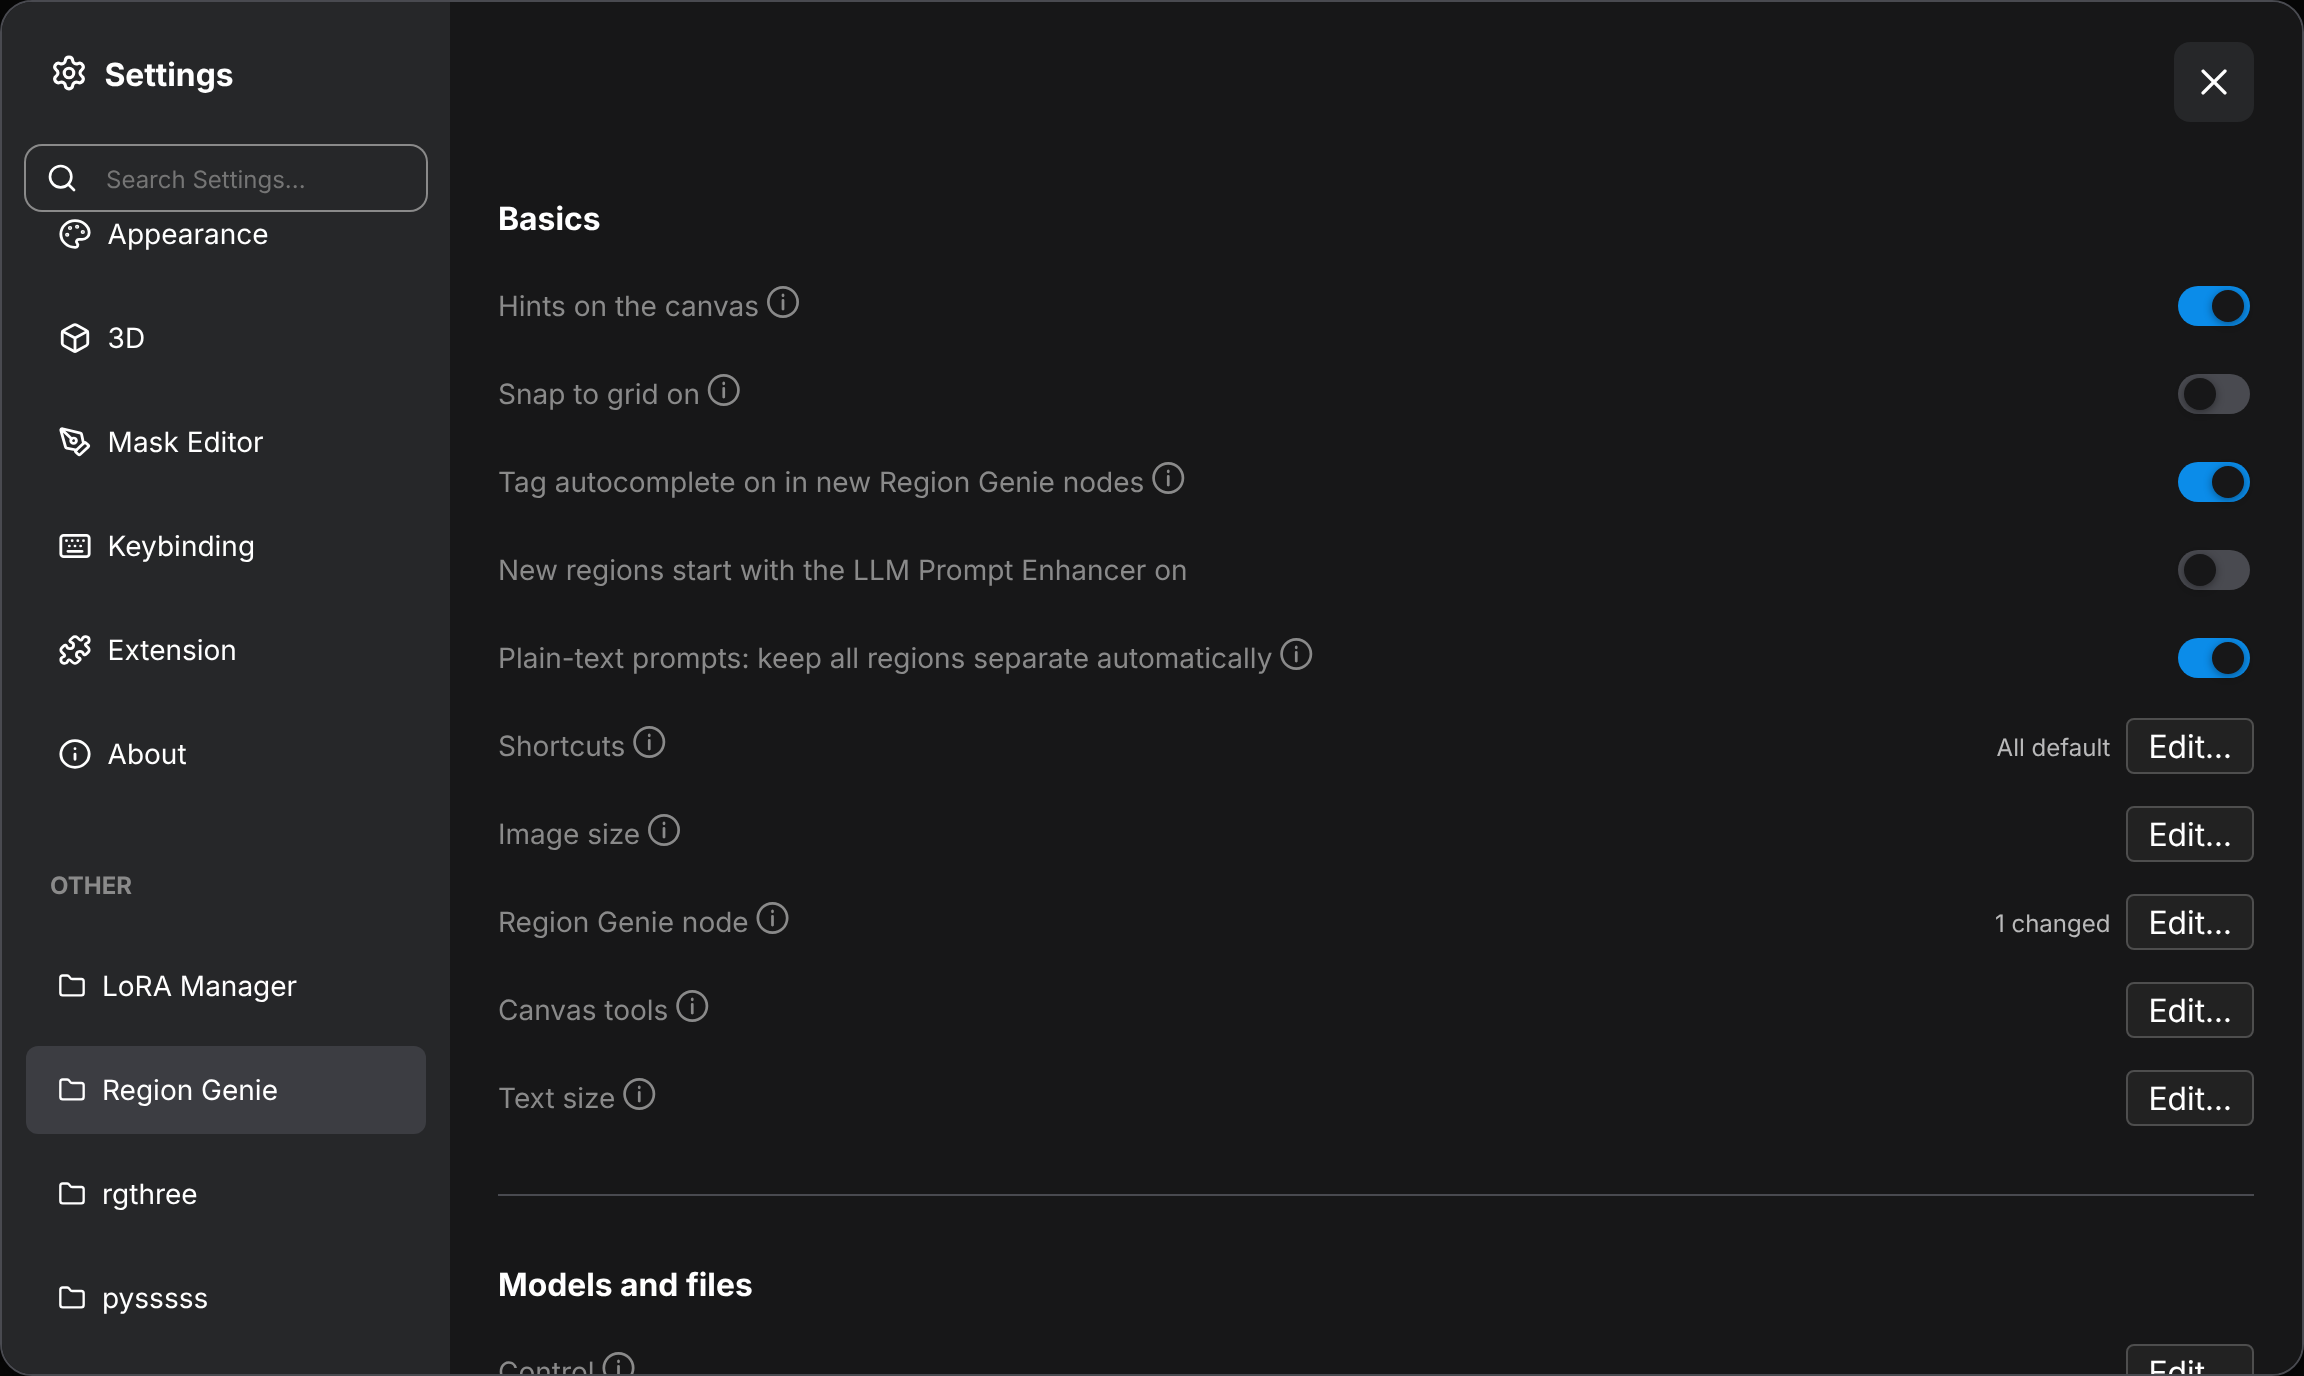 Settings
Search Settings...
Appearance
3D
Mask Editor
Keybinding
Extension
About
OTHER
LoRA Manager
Region Genie
rgthree
pysssss
Basics
Hints on the canvas
Snap to grid on
Tag autocomplete on in new Region Genie nodes
New regions start with the LLM Prompt Enhancer on
Plain-text prompts: keep all regions separate automatically
Shortcuts All default Edit...
Image size Edit...
Region Genie node 1 changed Edit...
Canvas tools Edit...
Text size Edit...
Models and files
Control Edit...